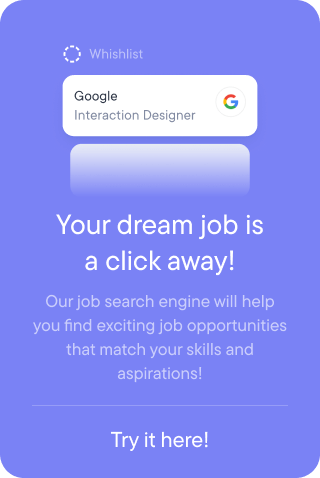 Whishlist
Google
Interaction Designer
Your dream job is
a click away!
Our job search engine will help
you find exciting job opportunities
that match your skills and
aspirations!
Try it here!